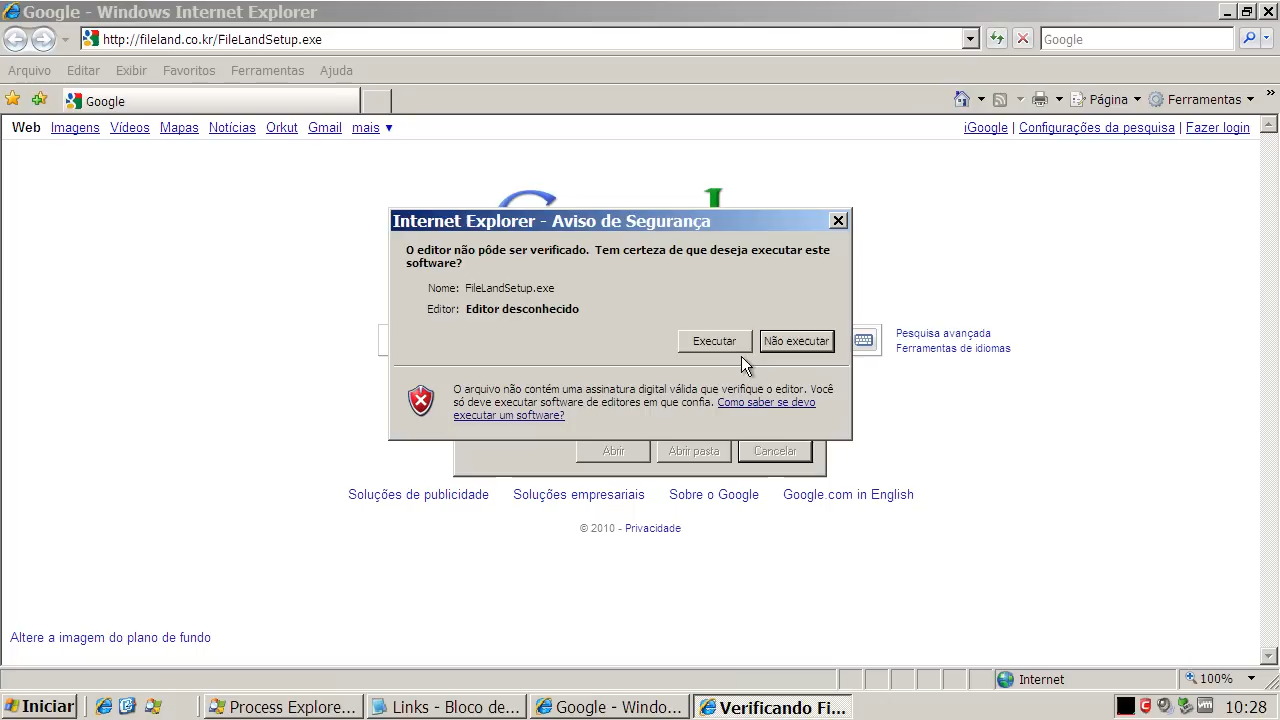 Google - Windows Internet Explorer
http://fileland.co.kr/FileLandSetup.exe
Google
Arquivo Editar Exibir Favoritos Ferramentas Ajuda
Google
Página Ferramentas »
Web Imagens Vídeos Mapas Notícias Orkut Gmail mais ▼
iGoogle | Configurações da pesquisa | Fazer login
Internet Explorer - Aviso de Segurança
O editor não pôde ser verificado. Tem certeza de que deseja executar este
software?
Nome: FileLandSetup.exe
Editor: Editor desconhecido
Executar Não executar
Pesquisa avançada
Ferramentas de idiomas
O arquivo não contém uma assinatura digital válida que verifique o editor. Você
só deve executar software de editores em que confia. Como saber se devo
executar um software?
Abrir Abrir pasta Cancelar
Soluções de publicidade Soluções empresariais Sobre o Google Google.com in English
© 2010 - Privacidade
Altere a imagem do plano de fundo
Internet 100%
Iniciar Process Explore... Links - Bloco de... Google - Windo... Verificando Fi... 10:28